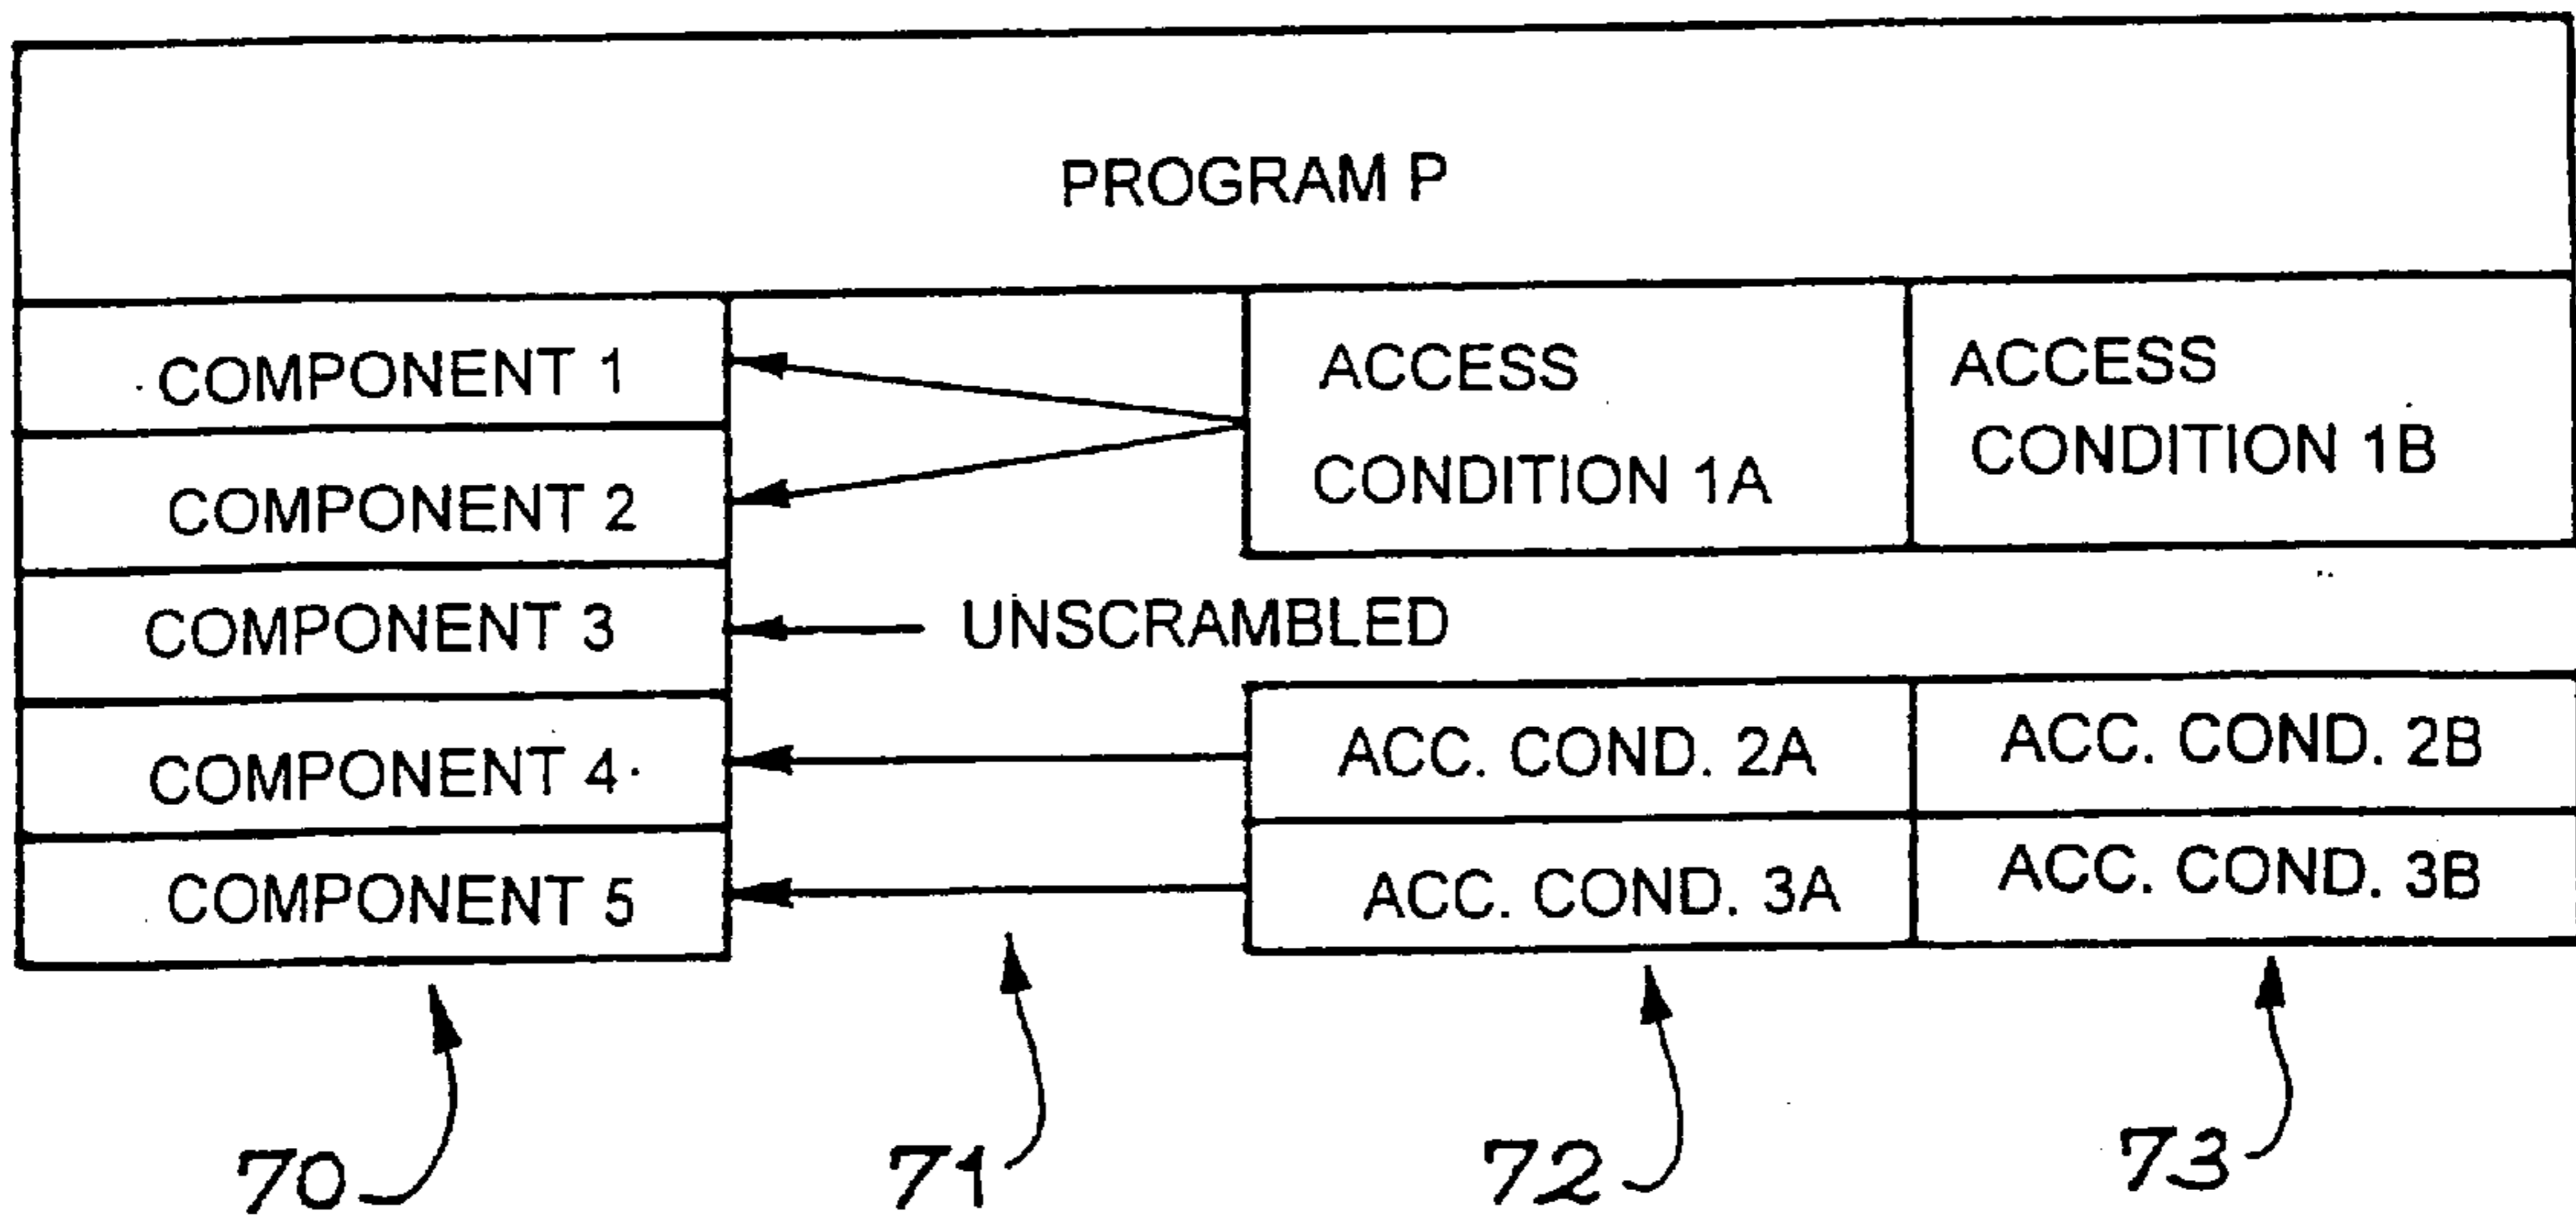 PROGRAM P
COMPONENT 1
COMPONENT 2
COMPONENT 3
COMPONENT 4
COMPONENT 5
UNSCRAMBLED
ACCESS
CONDITION 1A
ACCESS
CONDITION 1B
ACC. COND. 2A
ACC. COND. 2B
ACC. COND. 3A
ACC. COND. 3B
70
71
72
73